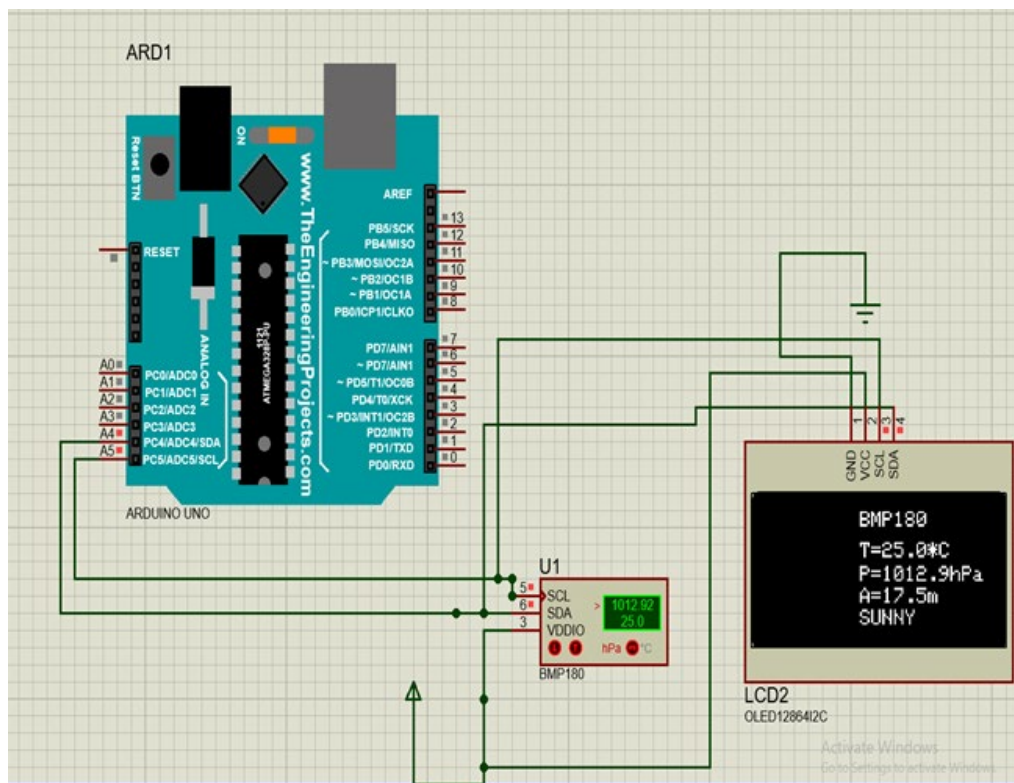 ARD1
Reset BTN
ON
www.TheEngineeringProjects.com
RESET
ANALOG IN
ATMEGA328P-PU
1121
AREF
PB5/SCK 13
PB4/MISO 12
~ PB3/MOSI/OC2A 11
~ PB2/OC1B 10
~ PB1/OC1A 9
PB0/ICP1/CLKO 8
PD7/AIN1 7
~ PD7/AIN1 6
~ PD5/T1/OC0B 5
PD4/T0/XCK 4
~ PD3/INT1/OC2B 3
PD2/INT0 2
PD1/TXD 1
PD0/RXD 0
A0 PC0/ADC0
A1 PC1/ADC1
A2 PC2/ADC2
A3 PC3/ADC3
A4 PC4/ADC4/SDA
A5 PC5/ADC5/SCL
ARDUINO UNO
U1
5 SCL
6 SDA
3 VDDIO
>
1012.92
25.0
hPa °C
BMP180
1 2 3 4
GND
VCC
SCL
SDA
BMP180
T=25.0*C
P=1012.9hPa
A=17.5m
SUNNY
LCD2
OLED12864I2C
Activate Windows
Go to Settings to activate Windows.